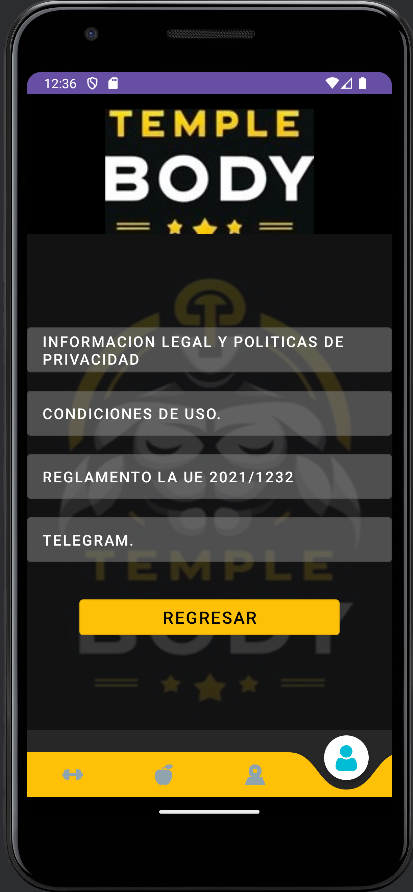 12:36
TEMPLE
BODY
INFORMACION LEGAL Y POLITICAS DE
PRIVACIDAD
CONDICIONES DE USO.
REGLAMENTO LA UE 2021/1232
TELEGRAM.
TEMPLE
REGRESAR
BODY